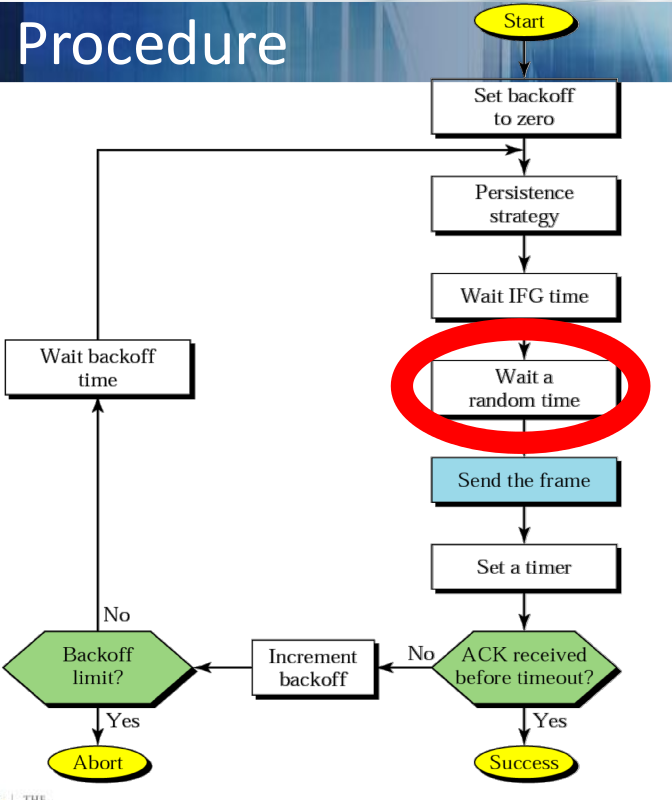 Procedure
Start
Set backoff
to zero
Persistence
strategy
Wait IFG time
Wait backoff
time
Wait a
random time
Send the frame
Set a timer
No
Backoff
limit?
Increment
backoff
No
ACK received
before timeout?
Yes
Yes
Abort
Success
THE